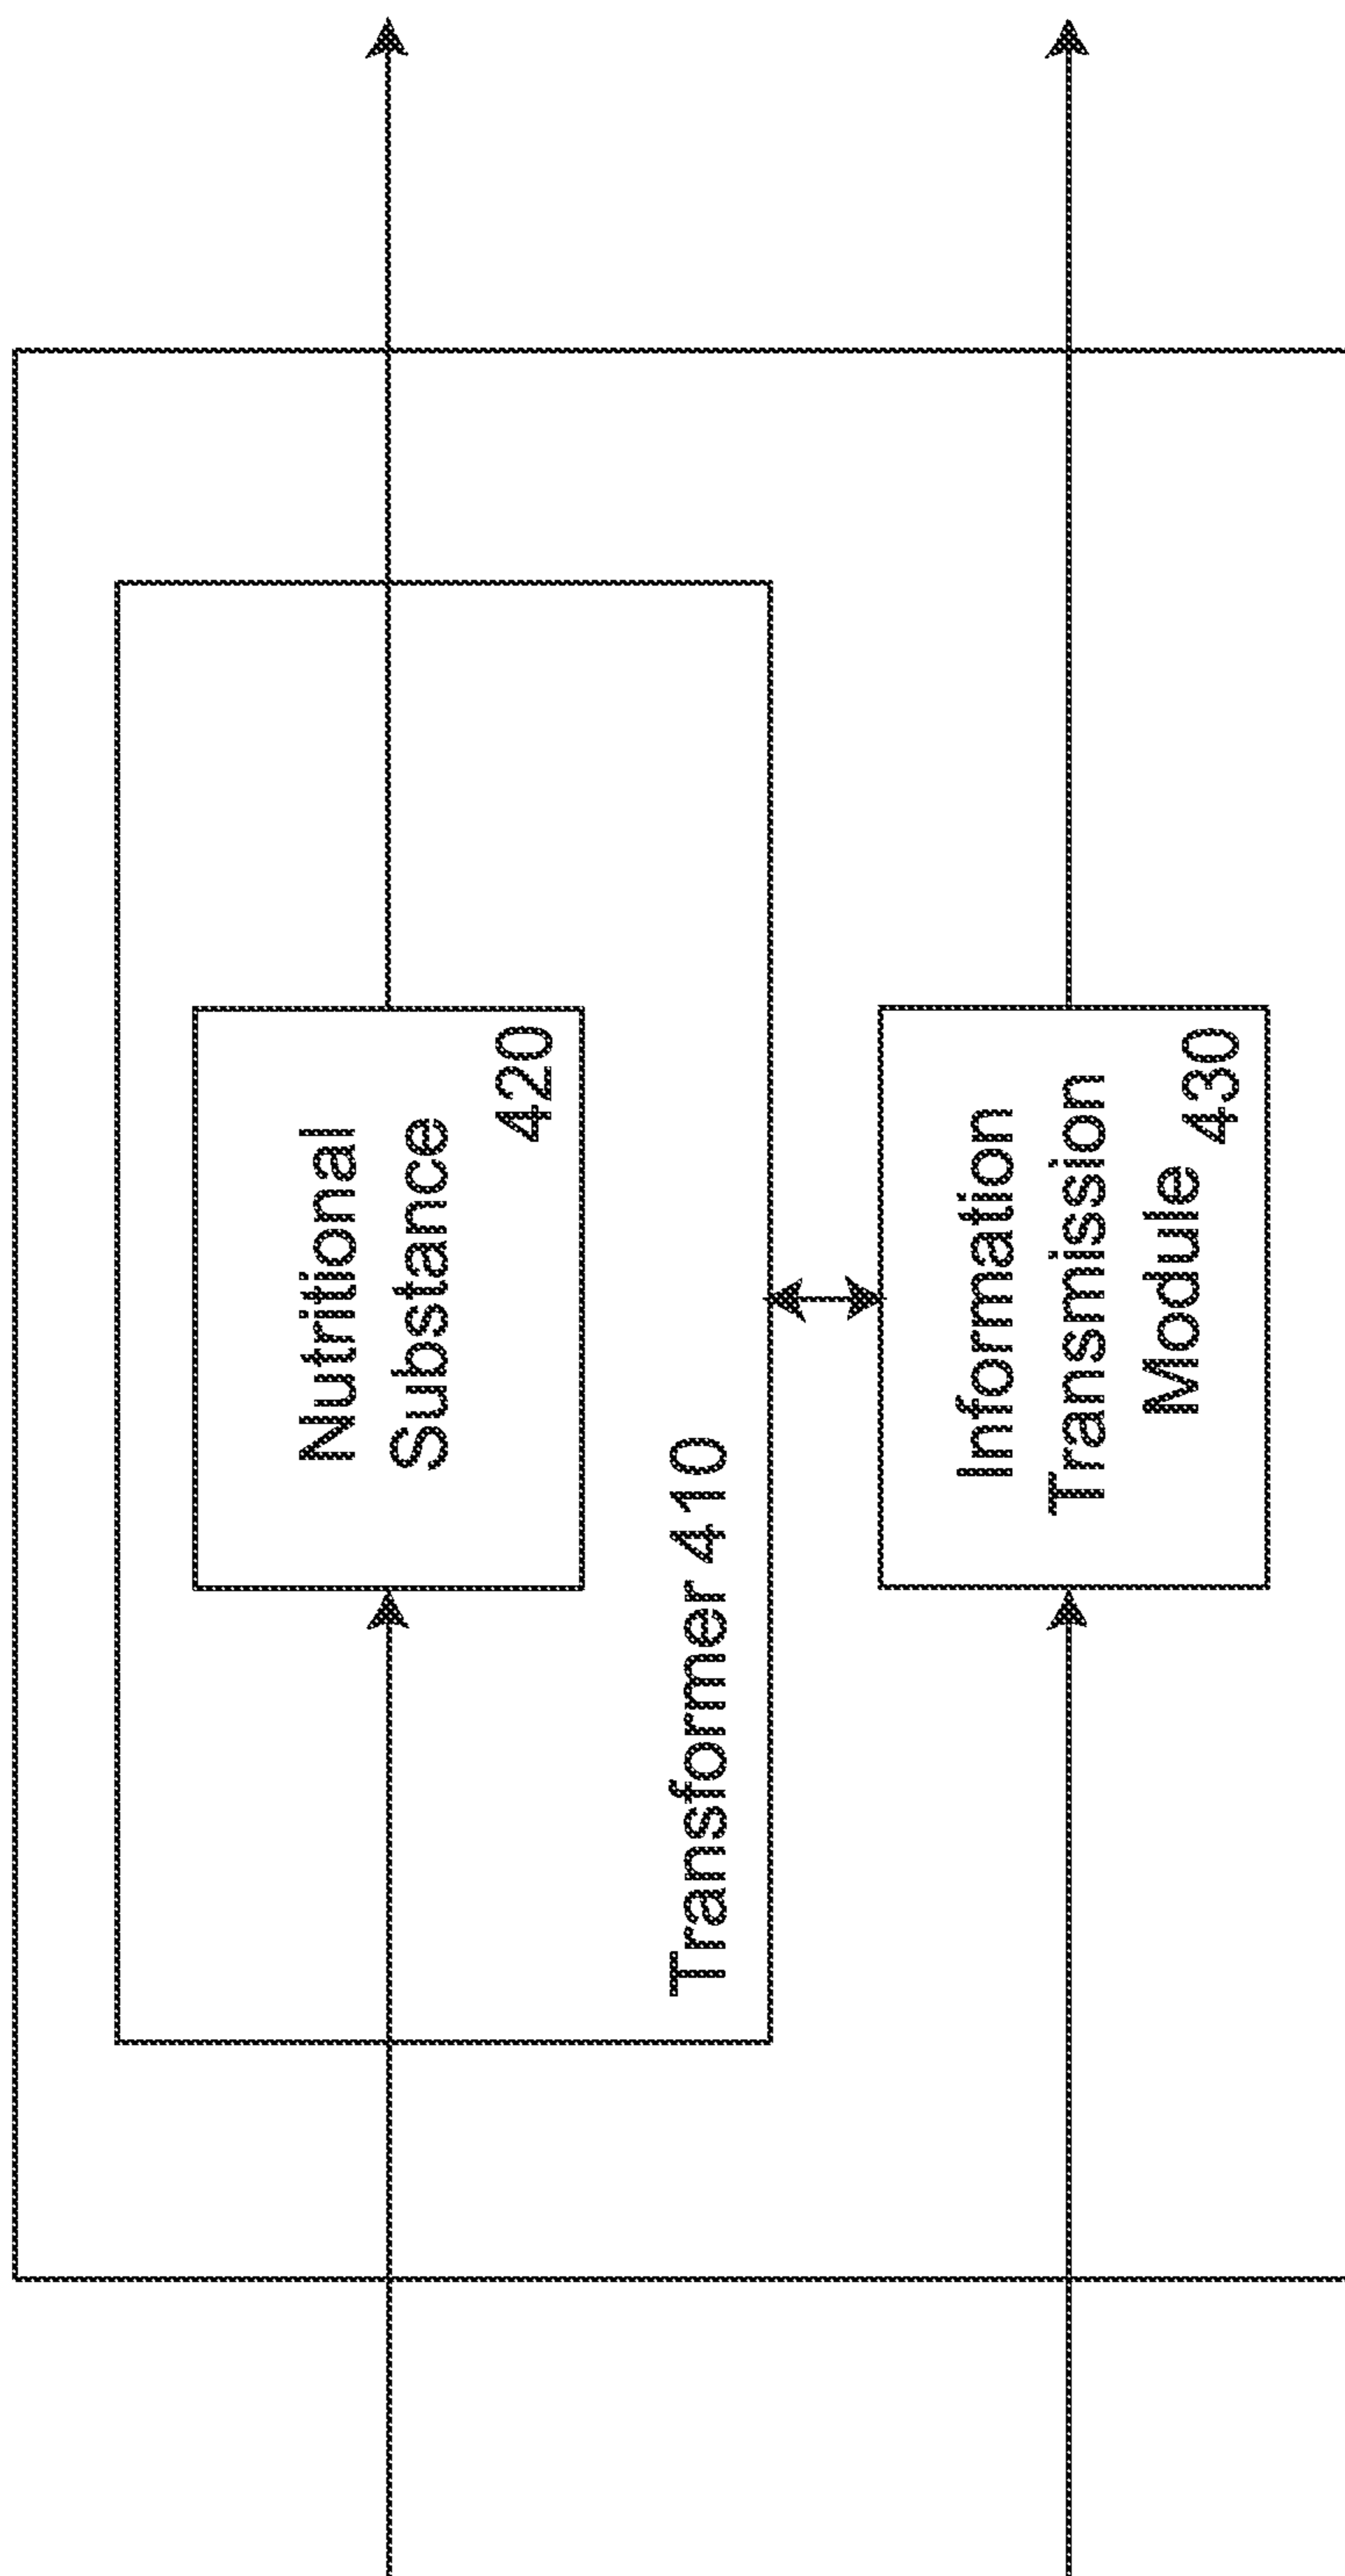 Nutritional
Substance
420
Transformer 410
Information
Transmission
Module 430